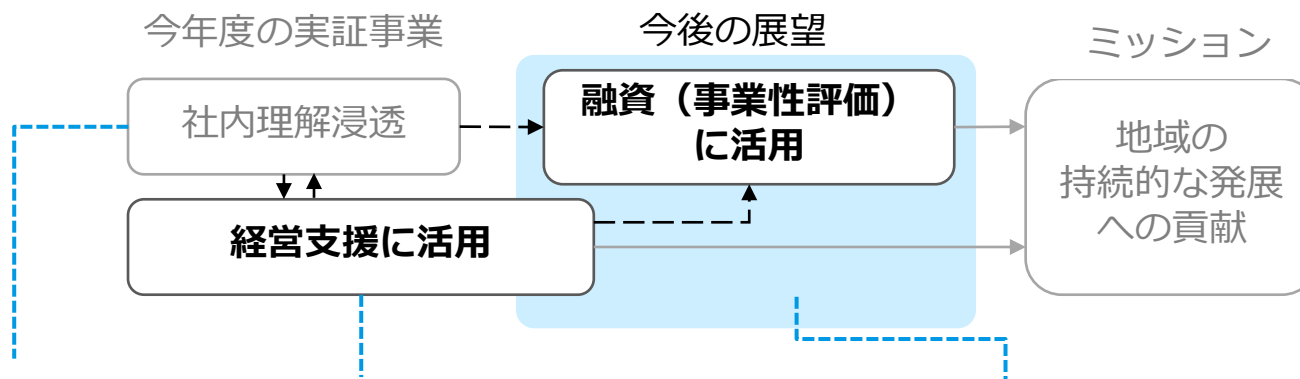 今年度の実証事業
今後の展望
ミッション
社内理解浸透
融資（事業性評価）
に活用
経営支援に活用
地域の
持続的な発展
への貢献